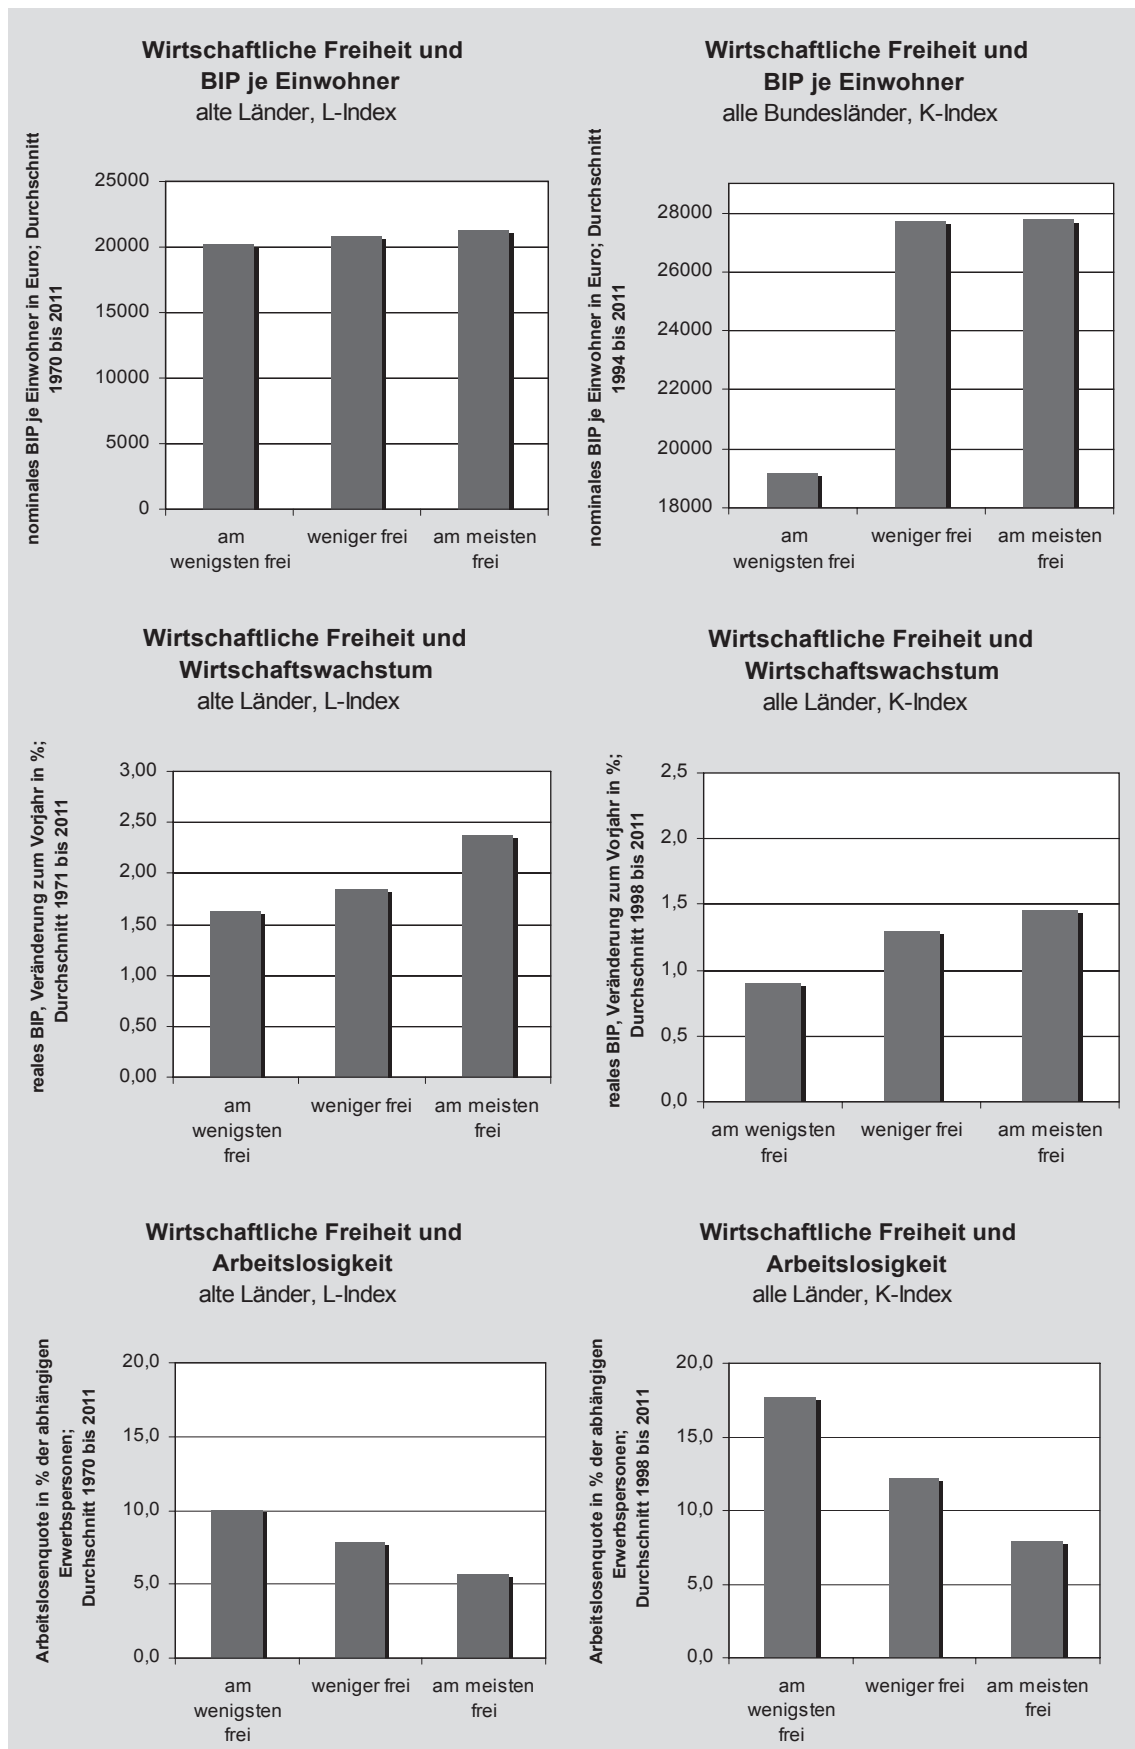 Wirtschaftliche Freiheit und
BIP je Einwohner
alte Länder, L-Index
nominales BIP je Einwohner in Euro; Durchschnitt
1970 bis 2011
25000
20000
15000
10000
5000
0
am
wenigsten frei
weniger frei
am meisten
frei
Wirtschaftliche Freiheit und
BIP je Einwohner
alle Bundesländer, K-Index
nominales BIP je Einwohner in Euro; Durchschnitt
1994 bis 2011
28000
26000
24000
22000
20000
18000
am
wenigsten frei
weniger frei
am meisten
frei
Wirtschaftliche Freiheit und
Wirtschaftswachstum
alte Länder, L-Index
reales BIP, Veränderung zum Vorjahr in %;
Durchschnitt 1971 bis 2011
3,00
2,50
2,00
1,50
1,00
0,50
0,00
am
wenigsten
frei
weniger frei
am meisten
frei
Wirtschaftliche Freiheit und
Wirtschaftswachstum
alle Länder, K-Index
reales BIP, Veränderung zum Vorjahr in %;
Durchschnitt 1998 bis 2011
2,5
2,0
1,5
1,0
0,5
0,0
am wenigsten
frei
weniger frei
am meisten
frei
Wirtschaftliche Freiheit und
Arbeitslosigkeit
alte Länder, L-Index
Arbeitslosenquote in % der abhängigen
Erwerbspersonen;
Durchschnitt 1970 bis 2011
20,0
15,0
10,0
5,0
0,0
am
wenigsten
frei
weniger frei
am meisten
frei
Wirtschaftliche Freiheit und
Arbeitslosigkeit
alle Länder, K-Index
Arbeitslosenquote in % der abhängigen
Erwerbspersonen;
Durchschnitt 1998 bis 2011
20,0
15,0
10,0
5,0
0,0
am
wenigsten
frei
weniger frei
am meisten
frei